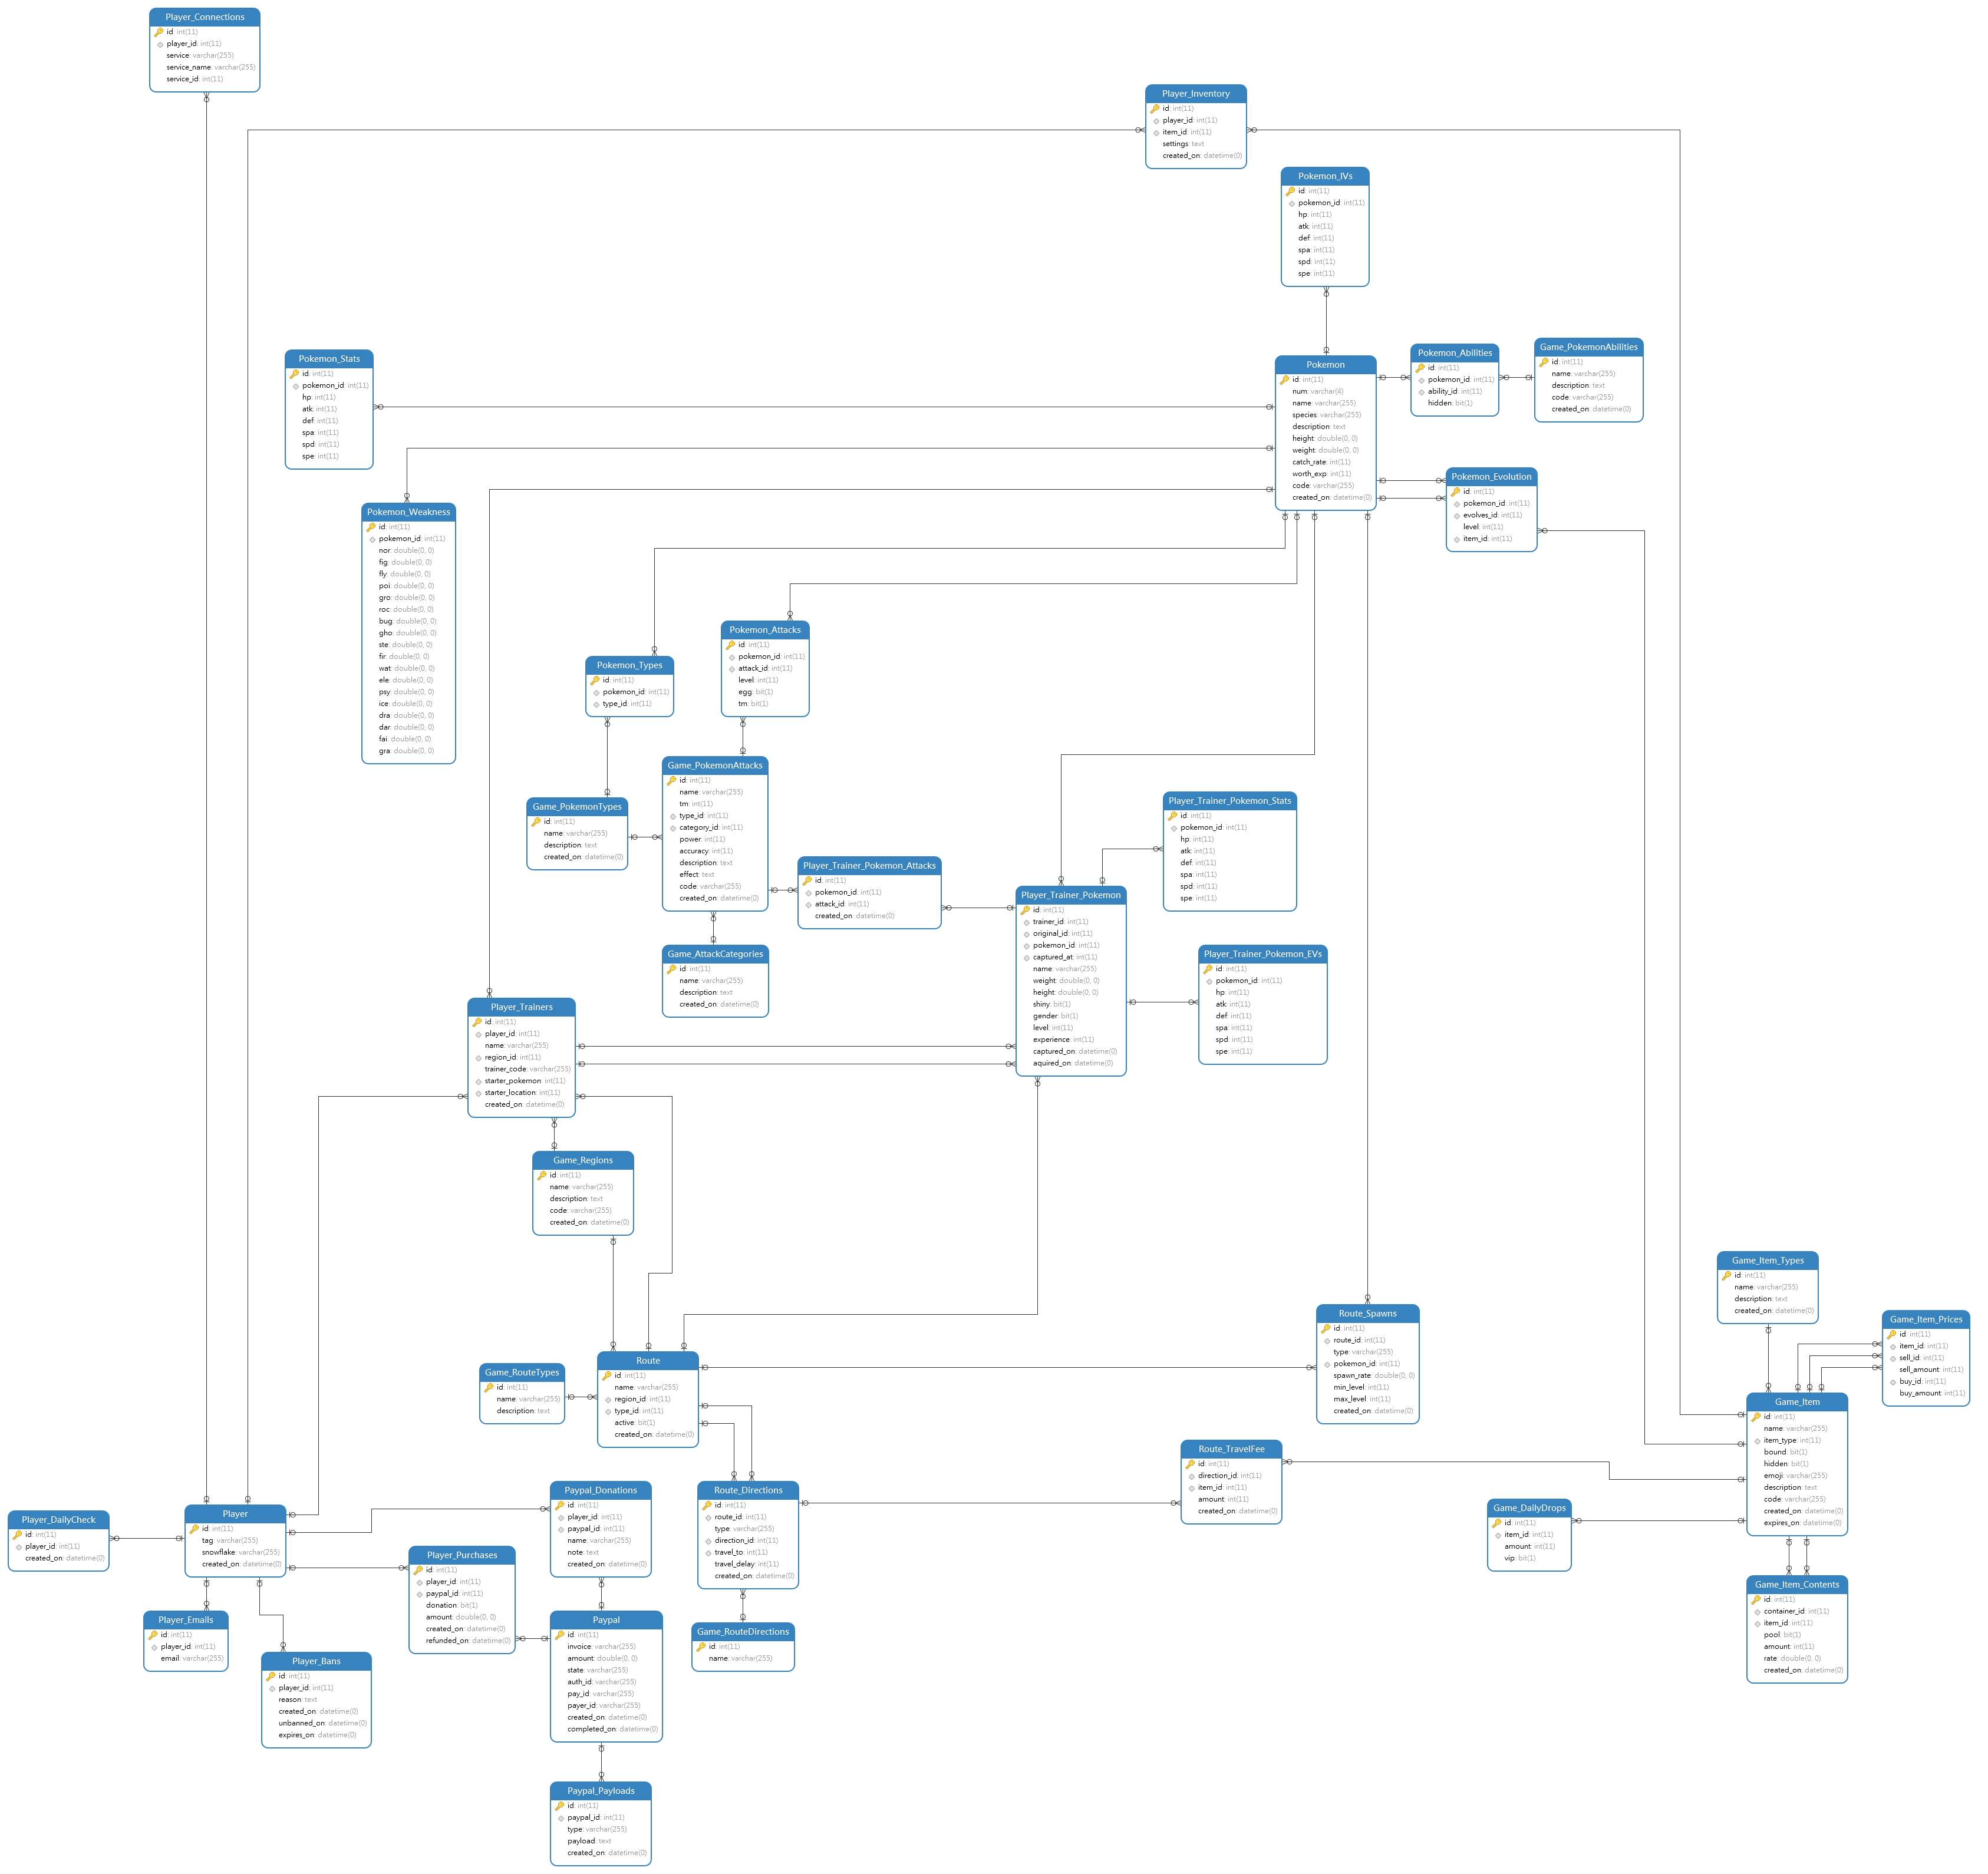 Player_Connections
id: int(11)
player_id: int(11)
service: varchar(255)
service_name: varchar(255)
service_id: int(11)
Player_Inventory
id: int(11)
player_id: int(11)
item_id: int(11)
settings: text
created_on: datetime(0)
Pokemon_IVs
id: int(11)
pokemon_id: int(11)
hp: int(11)
atk: int(11)
def: int(11)
spa: int(11)
spd: int(11)
spe: int(11)
Pokemon_Stats
id: int(11)
pokemon_id: int(11)
hp: int(11)
atk: int(11)
def: int(11)
spa: int(11)
spd: int(11)
spe: int(11)
Pokemon
id: int(11)
num: varchar(4)
name: varchar(255)
species: varchar(255)
description: text
height: double(0, 0)
weight: double(0, 0)
catch_rate: int(11)
worth_exp: int(11)
code: varchar(255)
created_on: datetime(0)
Pokemon_Abilities
id: int(11)
pokemon_id: int(11)
ability_id: int(11)
hidden: bit(1)
Game_PokemonAbilities
id: int(11)
name: varchar(255)
description: text
code: varchar(255)
created_on: datetime(0)
Pokemon_Evolution
id: int(11)
pokemon_id: int(11)
evolves_id: int(11)
level: int(11)
item_id: int(11)
Pokemon_Weakness
id: int(11)
pokemon_id: int(11)
nor: double(0, 0)
fig: double(0, 0)
fly: double(0, 0)
poi: double(0, 0)
gro: double(0, 0)
roc: double(0, 0)
bug: double(0, 0)
gho: double(0, 0)
ste: double(0, 0)
fir: double(0, 0)
wat: double(0, 0)
ele: double(0, 0)
psy: double(0, 0)
ice: double(0, 0)
dra: double(0, 0)
dar: double(0, 0)
fai: double(0, 0)
gra: double(0, 0)
Pokemon_Attacks
id: int(11)
pokemon_id: int(11)
attack_id: int(11)
level: int(11)
egg: bit(1)
tm: bit(1)
Pokemon_Types
id: int(11)
pokemon_id: int(11)
type_id: int(11)
Game_PokemonAttacks
id: int(11)
name: varchar(255)
tm: int(11)
type_id: int(11)
category_id: int(11)
power: int(11)
accuracy: int(11)
description: text
effect: text
code: varchar(255)
created_on: datetime(0)
Game_PokemonTypes
id: int(11)
name: varchar(255)
description: text
created_on: datetime(0)
Player_Trainer_Pokemon_Stats
id: int(11)
pokemon_id: int(11)
hp: int(11)
atk: int(11)
def: int(11)
spa: int(11)
spd: int(11)
spe: int(11)
Player_Trainer_Pokemon_Attacks
id: int(11)
pokemon_id: int(11)
attack_id: int(11)
created_on: datetime(0)
Player_Trainer_Pokemon
id: int(11)
trainer_id: int(11)
original_id: int(11)
pokemon_id: int(11)
captured_at: int(11)
name: varchar(255)
weight: double(0, 0)
height: double(0, 0)
shiny: bit(1)
gender: bit(1)
level: int(11)
experience: int(11)
captured_on: datetime(0)
aquired_on: datetime(0)
Game_AttackCategories
id: int(11)
name: varchar(255)
description: text
created_on: datetime(0)
Player_Trainer_Pokemon_EVs
id: int(11)
pokemon_id: int(11)
hp: int(11)
atk: int(11)
def: int(11)
spa: int(11)
spd: int(11)
spe: int(11)
Player_Trainers
id: int(11)
player_id: int(11)
name: varchar(255)
region_id: int(11)
trainer_code: varchar(255)
starter_pokemon: int(11)
starter_location: int(11)
created_on: datetime(0)
Game_Regions
id: int(11)
name: varchar(255)
description: text
code: varchar(255)
created_on: datetime(0)
Game_Item_Types
id: int(11)
name: varchar(255)
description: text
created_on: datetime(0)
Route_Spawns
id: int(11)
route_id: int(11)
type: varchar(255)
pokemon_id: int(11)
spawn_rate: double(0, 0)
min_level: int(11)
max_level: int(11)
created_on: datetime(0)
Game_Item_Prices
id: int(11)
item_id: int(11)
sell_id: int(11)
sell_amount: int(11)
buy_id: int(11)
buy_amount: int(11)
Route
id: int(11)
name: varchar(255)
region_id: int(11)
type_id: int(11)
active: bit(1)
created_on: datetime(0)
Game_RouteTypes
id: int(11)
name: varchar(255)
description: text
Game_Item
id: int(11)
name: varchar(255)
item_type: int(11)
bound: bit(1)
hidden: bit(1)
emoji: varchar(255)
description: text
code: varchar(255)
created_on: datetime(0)
expires_on: datetime(0)
Route_TravelFee
id: int(11)
direction_id: int(11)
item_id: int(11)
amount: int(11)
created_on: datetime(0)
Paypal_Donations
id: int(11)
player_id: int(11)
paypal_id: int(11)
name: varchar(255)
note: text
created_on: datetime(0)
Route_Directions
id: int(11)
route_id: int(11)
type: varchar(255)
direction_id: int(11)
travel_to: int(11)
travel_delay: int(11)
created_on: datetime(0)
Game_DailyDrops
id: int(11)
item_id: int(11)
amount: int(11)
vip: bit(1)
Player_DailyCheck
id: int(11)
player_id: int(11)
created_on: datetime(0)
Player
id: int(11)
tag: varchar(255)
snowflake: varchar(255)
created_on: datetime(0)
Player_Purchases
id: int(11)
player_id: int(11)
paypal_id: int(11)
donation: bit(1)
amount: double(0, 0)
created_on: datetime(0)
refunded_on: datetime(0)
Game_Item_Contents
id: int(11)
container_id: int(11)
item_id: int(11)
pool: bit(1)
amount: int(11)
rate: double(0, 0)
created_on: datetime(0)
Player_Emails
id: int(11)
player_id: int(11)
email: varchar(255)
Paypal
id: int(11)
invoice: varchar(255)
amount: double(0, 0)
state: varchar(255)
auth_id: varchar(255)
pay_id: varchar(255)
payer_id: varchar(255)
created_on: datetime(0)
completed_on: datetime(0)
Game_RouteDirections
id: int(11)
name: varchar(255)
Player_Bans
id: int(11)
player_id: int(11)
reason: text
created_on: datetime(0)
unbanned_on: datetime(0)
expires_on: datetime(0)
Paypal_Payloads
id: int(11)
paypal_id: int(11)
type: varchar(255)
payload: text
created_on: datetime(0)